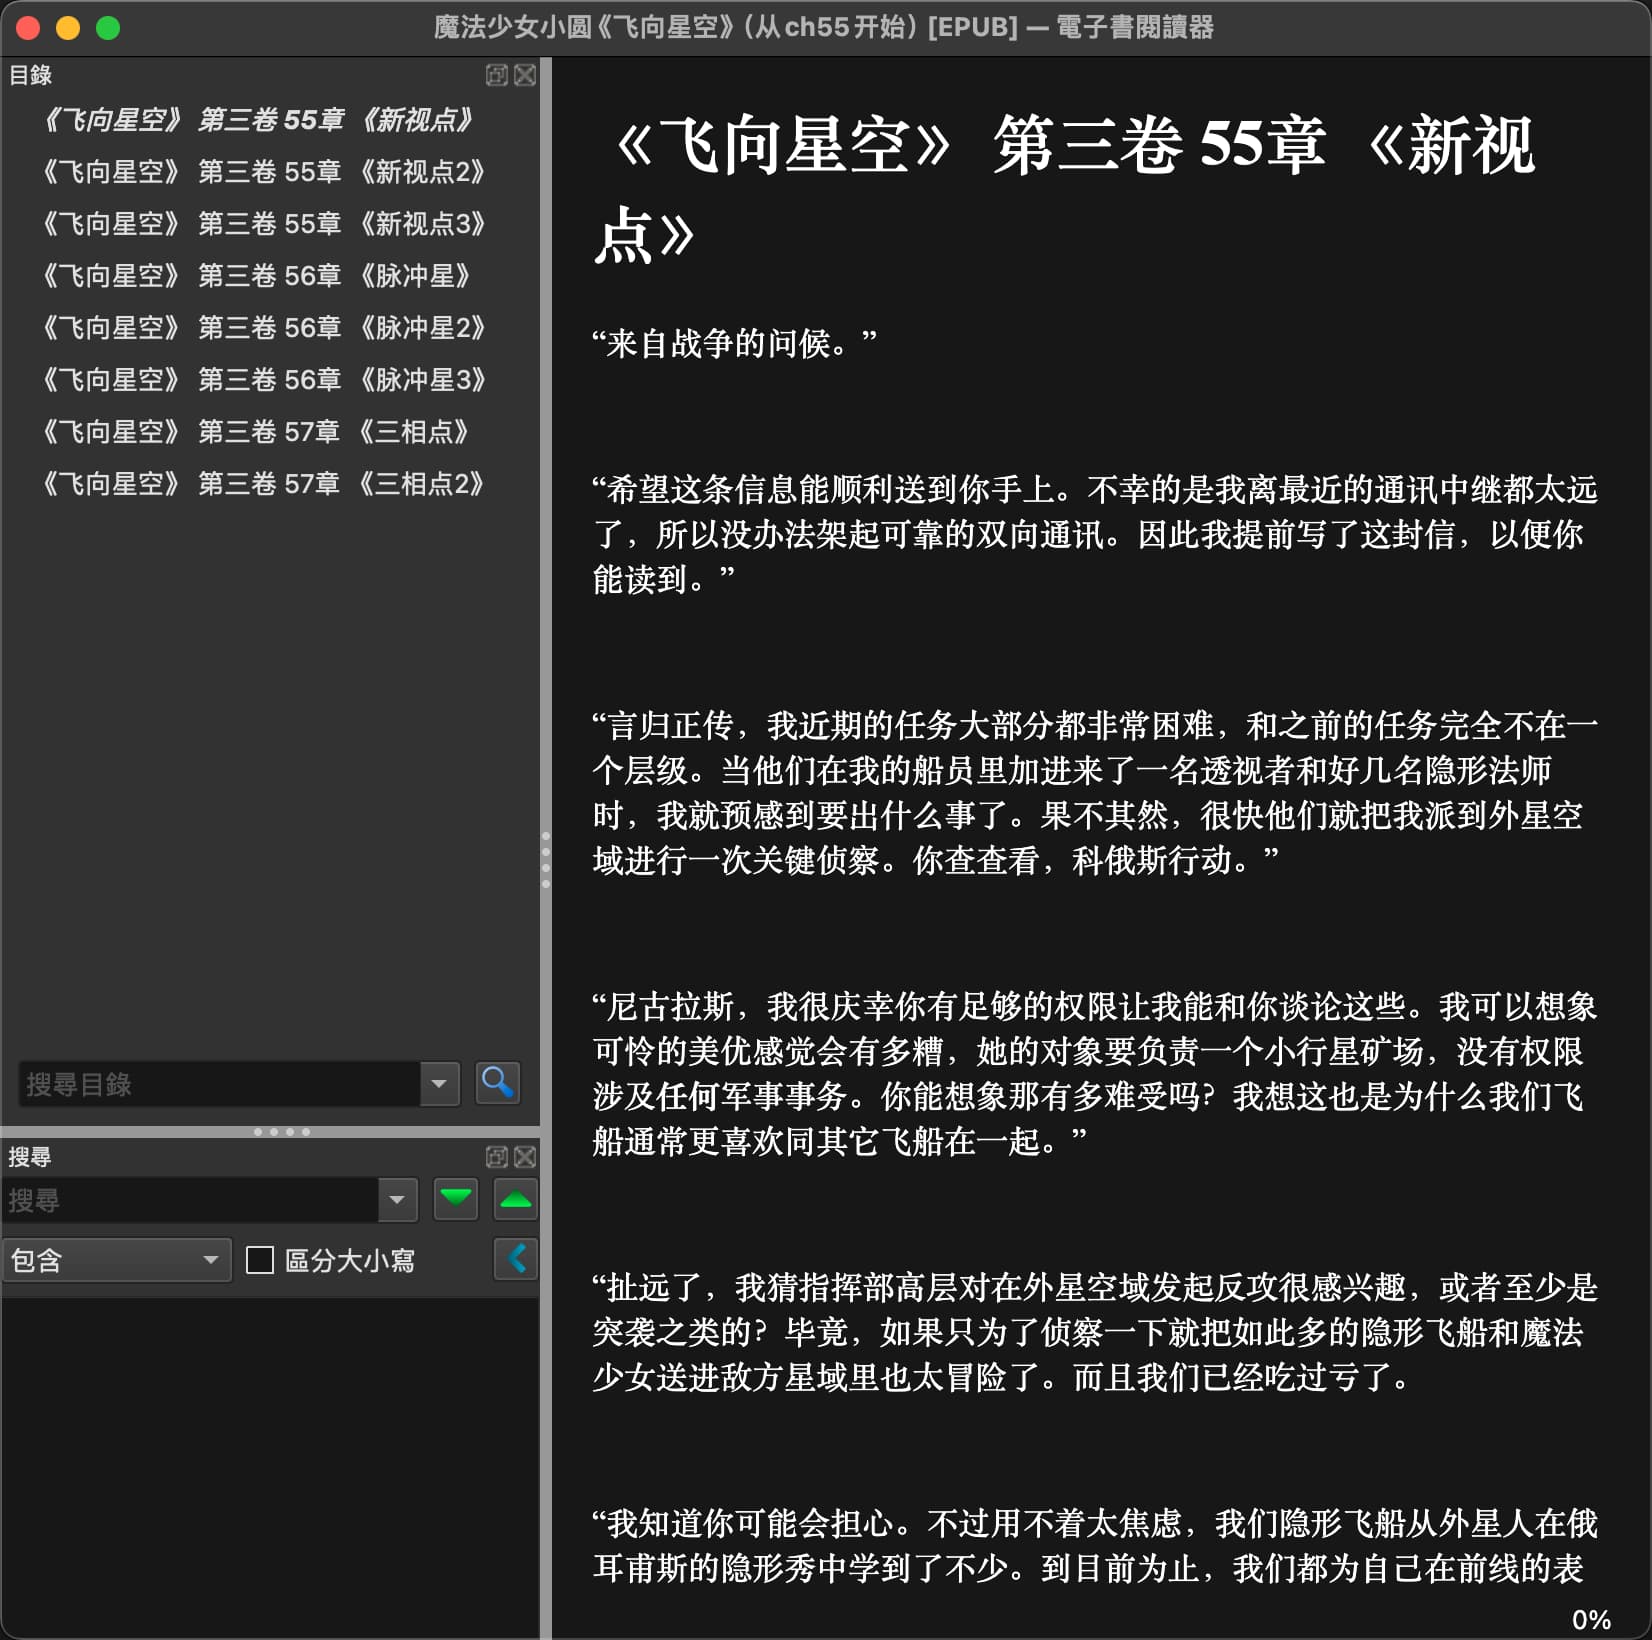 魔法少女小圆《飞向星空》（从ch55开始）[EPUB] — 電子書閱讀器
目錄
《飞向星空》 第三卷 55章 《新视点》
《飞向星空》 第三卷 55章 《新视点2》
《飞向星空》 第三卷 55章 《新视点3》
《飞向星空》 第三卷 56章 《脉冲星》
《飞向星空》 第三卷 56章 《脉冲星2》
《飞向星空》 第三卷 56章 《脉冲星3》
《飞向星空》 第三卷 57章 《三相点》
《飞向星空》 第三卷 57章 《三相点2》
搜尋目錄
搜尋
搜尋
包含
區分大小寫
《飞向星空》 第三卷 55章 《新视
点》
“来自战争的问候。”
“希望这条信息能顺利送到你手上。不幸的是我离最近的通讯中继都太远
了，所以没办法架起可靠的双向通讯。因此我提前写了这封信，以便你
能读到。”
“言归正传，我近期的任务大部分都非常困难，和之前的任务完全不在一
个层级。当他们在我的船员里加进来了一名透视者和好几名隐形法师
时，我就预感到要出什么事了。果不其然，很快他们就把我派到外星空
域进行一次关键侦察。你查查看，科俄斯行动。”
“尼古拉斯，我很庆幸你有足够的权限让我能和你谈论这些。我可以想象
可怜的美优感觉会有多糟，她的对象要负责一个小行星矿场，没有权限
涉及任何军事事务。你能想象那有多难受吗？我想这也是为什么我们飞
船通常更喜欢同其它飞船在一起。”
“扯远了，我猜指挥部高层对在外星空域发起反攻很感兴趣，或者至少是
突袭之类的？毕竟，如果只为了侦察一下就把如此多的隐形飞船和魔法
少女送进敌方星域里也太冒险了。而且我们已经吃过亏了。
“我知道你可能会担心。不过用不着太焦虑，我们隐形飞船从外星人在俄
耳甫斯的隐形秀中学到了不少。到目前为止，我们都为自己在前线的表
0%